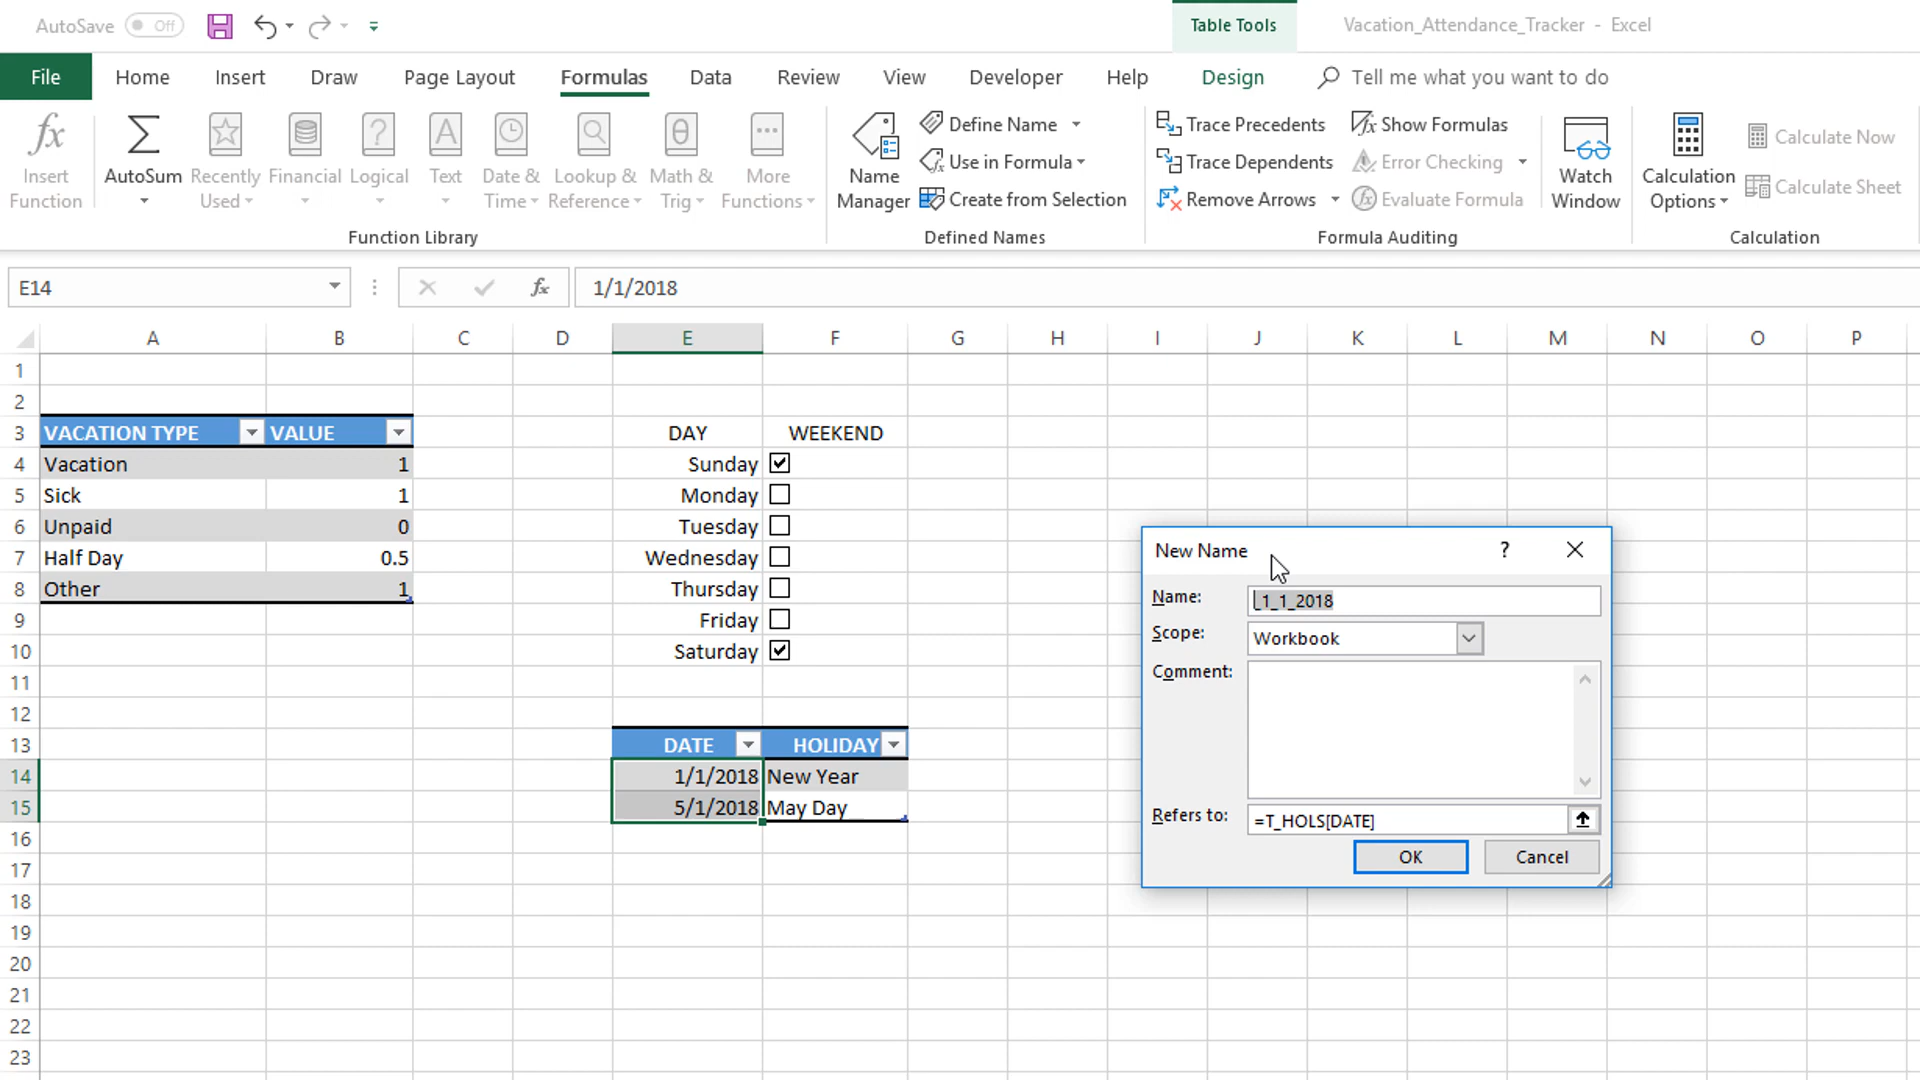 AutoSave Off
Table Tools
Vacation_Attendance_Tracker - Excel
File Home Insert Draw Page Layout Formulas Data Review View Developer Help Design Tell me what you want to do
Insert Function
AutoSum
Recently Used
Financial
Logical
Text
Date & Time
Lookup & Reference
Math & Trig
More Functions
Function Library
Name Manager
Define Name
Use in Formula
Create from Selection
Defined Names
Trace Precedents
Trace Dependents
Remove Arrows
Show Formulas
Error Checking
Evaluate Formula
Formula Auditing
Watch Window
Calculation Options
Calculate Now
Calculate Sheet
Calculation
E14 fx 1/1/2018
A B C D E F G H I J K L M N O P
1
2
3 VACATION TYPE VALUE DAY WEEKEND
4 Vacation 1 Sunday
5 Sick 1 Monday
6 Unpaid 0 Tuesday
7 Half Day 0.5 Wednesday
8 Other 1 Thursday
9 Friday
10 Saturday
11
12
13 DATE HOLIDAY
14 1/1/2018 New Year
15 5/1/2018 May Day
16
17
18
19
20
21
22
23
New Name ?
Name: _1_1_2018
Scope: Workbook
Comment:
Refers to: =T_HOLS[DATE]
OK Cancel